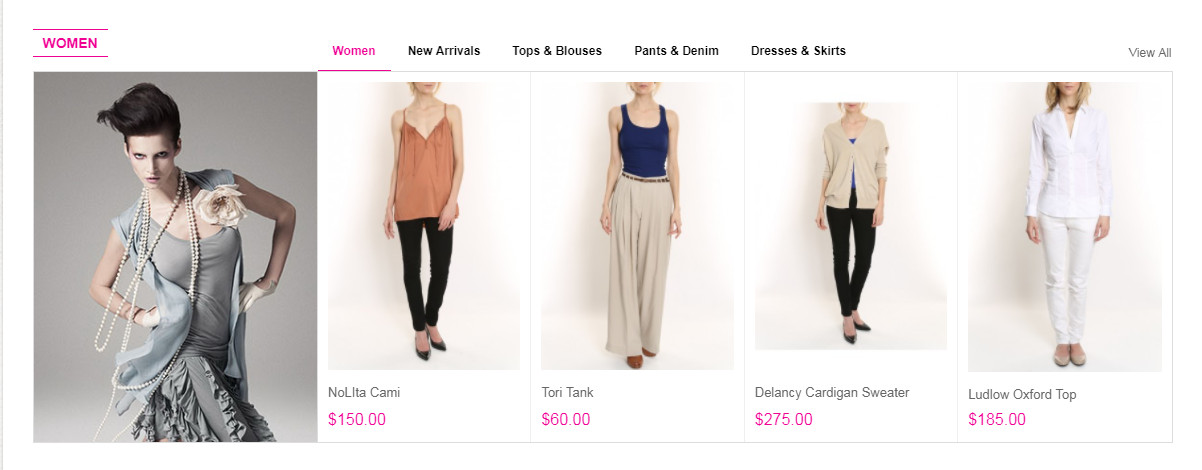 WOMEN
Women
New Arrivals
Tops & Blouses
Pants & Denim
Dresses & Skirts
View All
NoLIta Cami
$150.00
Tori Tank
$60.00
Delancy Cardigan Sweater
$275.00
Ludlow Oxford Top
$185.00